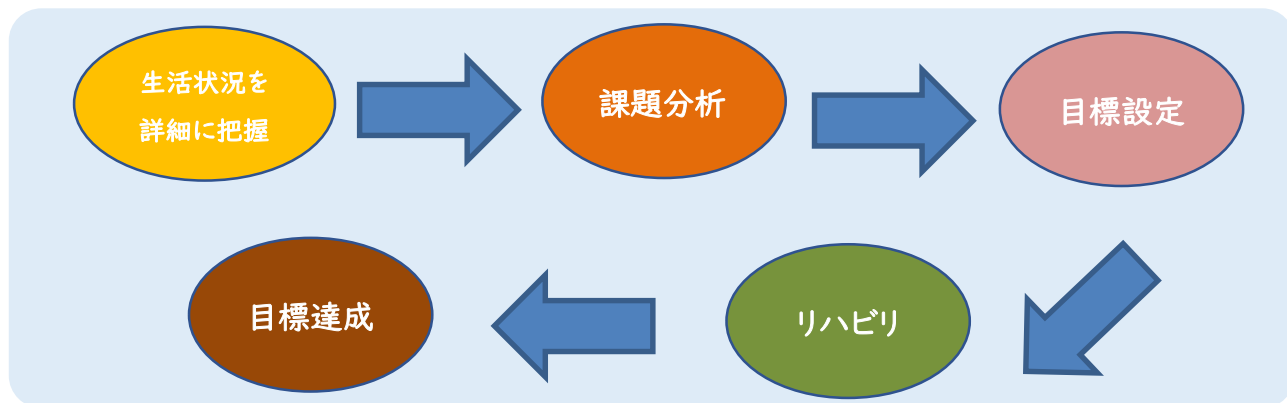 生活状況を
詳細に把握
課題分析
目標設定
リハビリ
目標達成